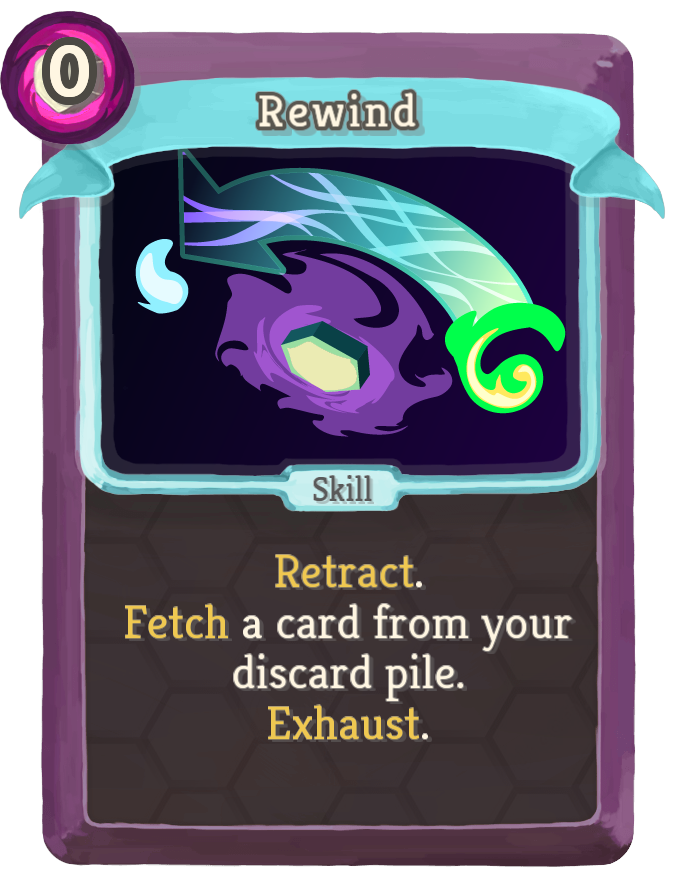 0
Rewind
Skill
Retract.
Fetch a card from your
discard pile.
Exhaust.